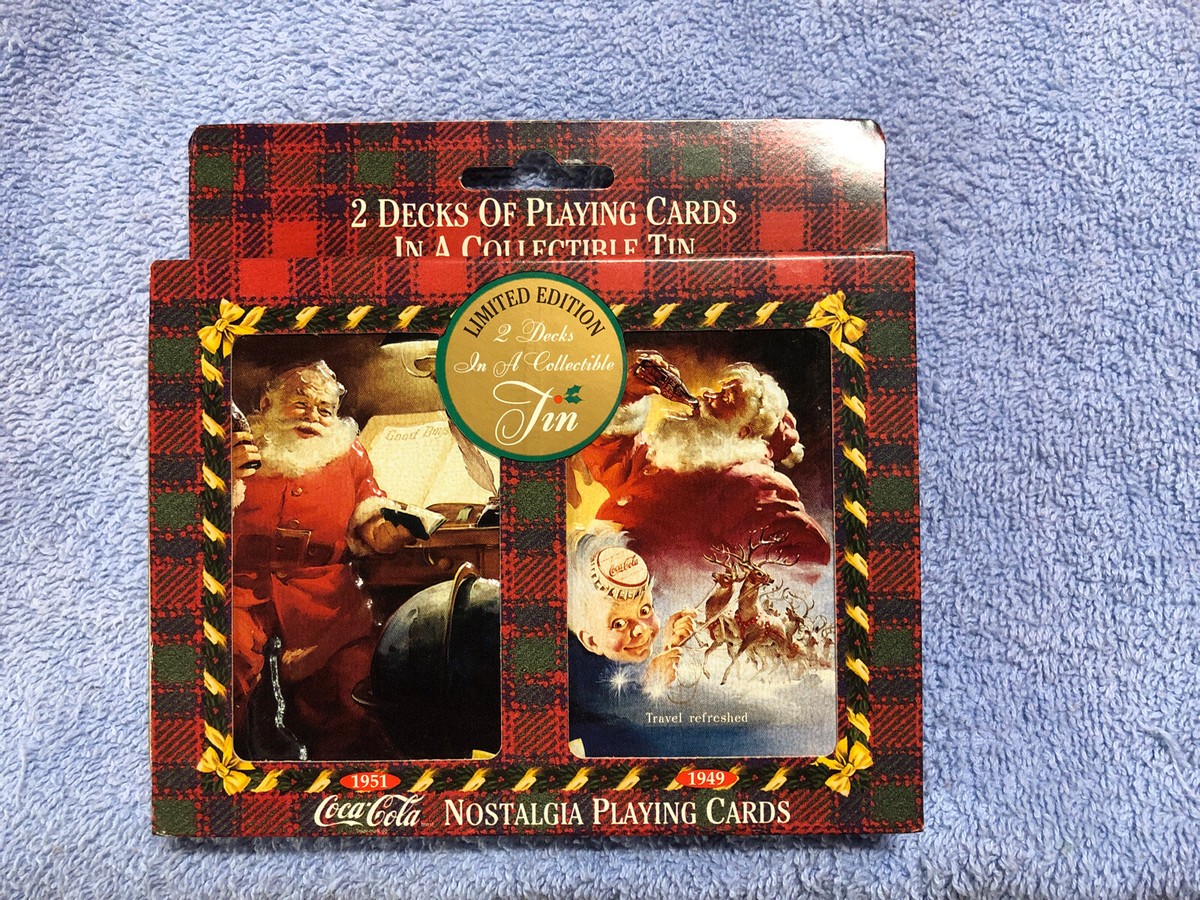 2 DECKS OF PLAYING CARDS
IN A COLLECTIBLE TIN
LIMITED EDITION
2 Decks
In A Collectible
Tin
Good Boys
Coca-Cola
Travel refreshed
1951
1949
Coca-Cola NOSTALGIA PLAYING CARDS